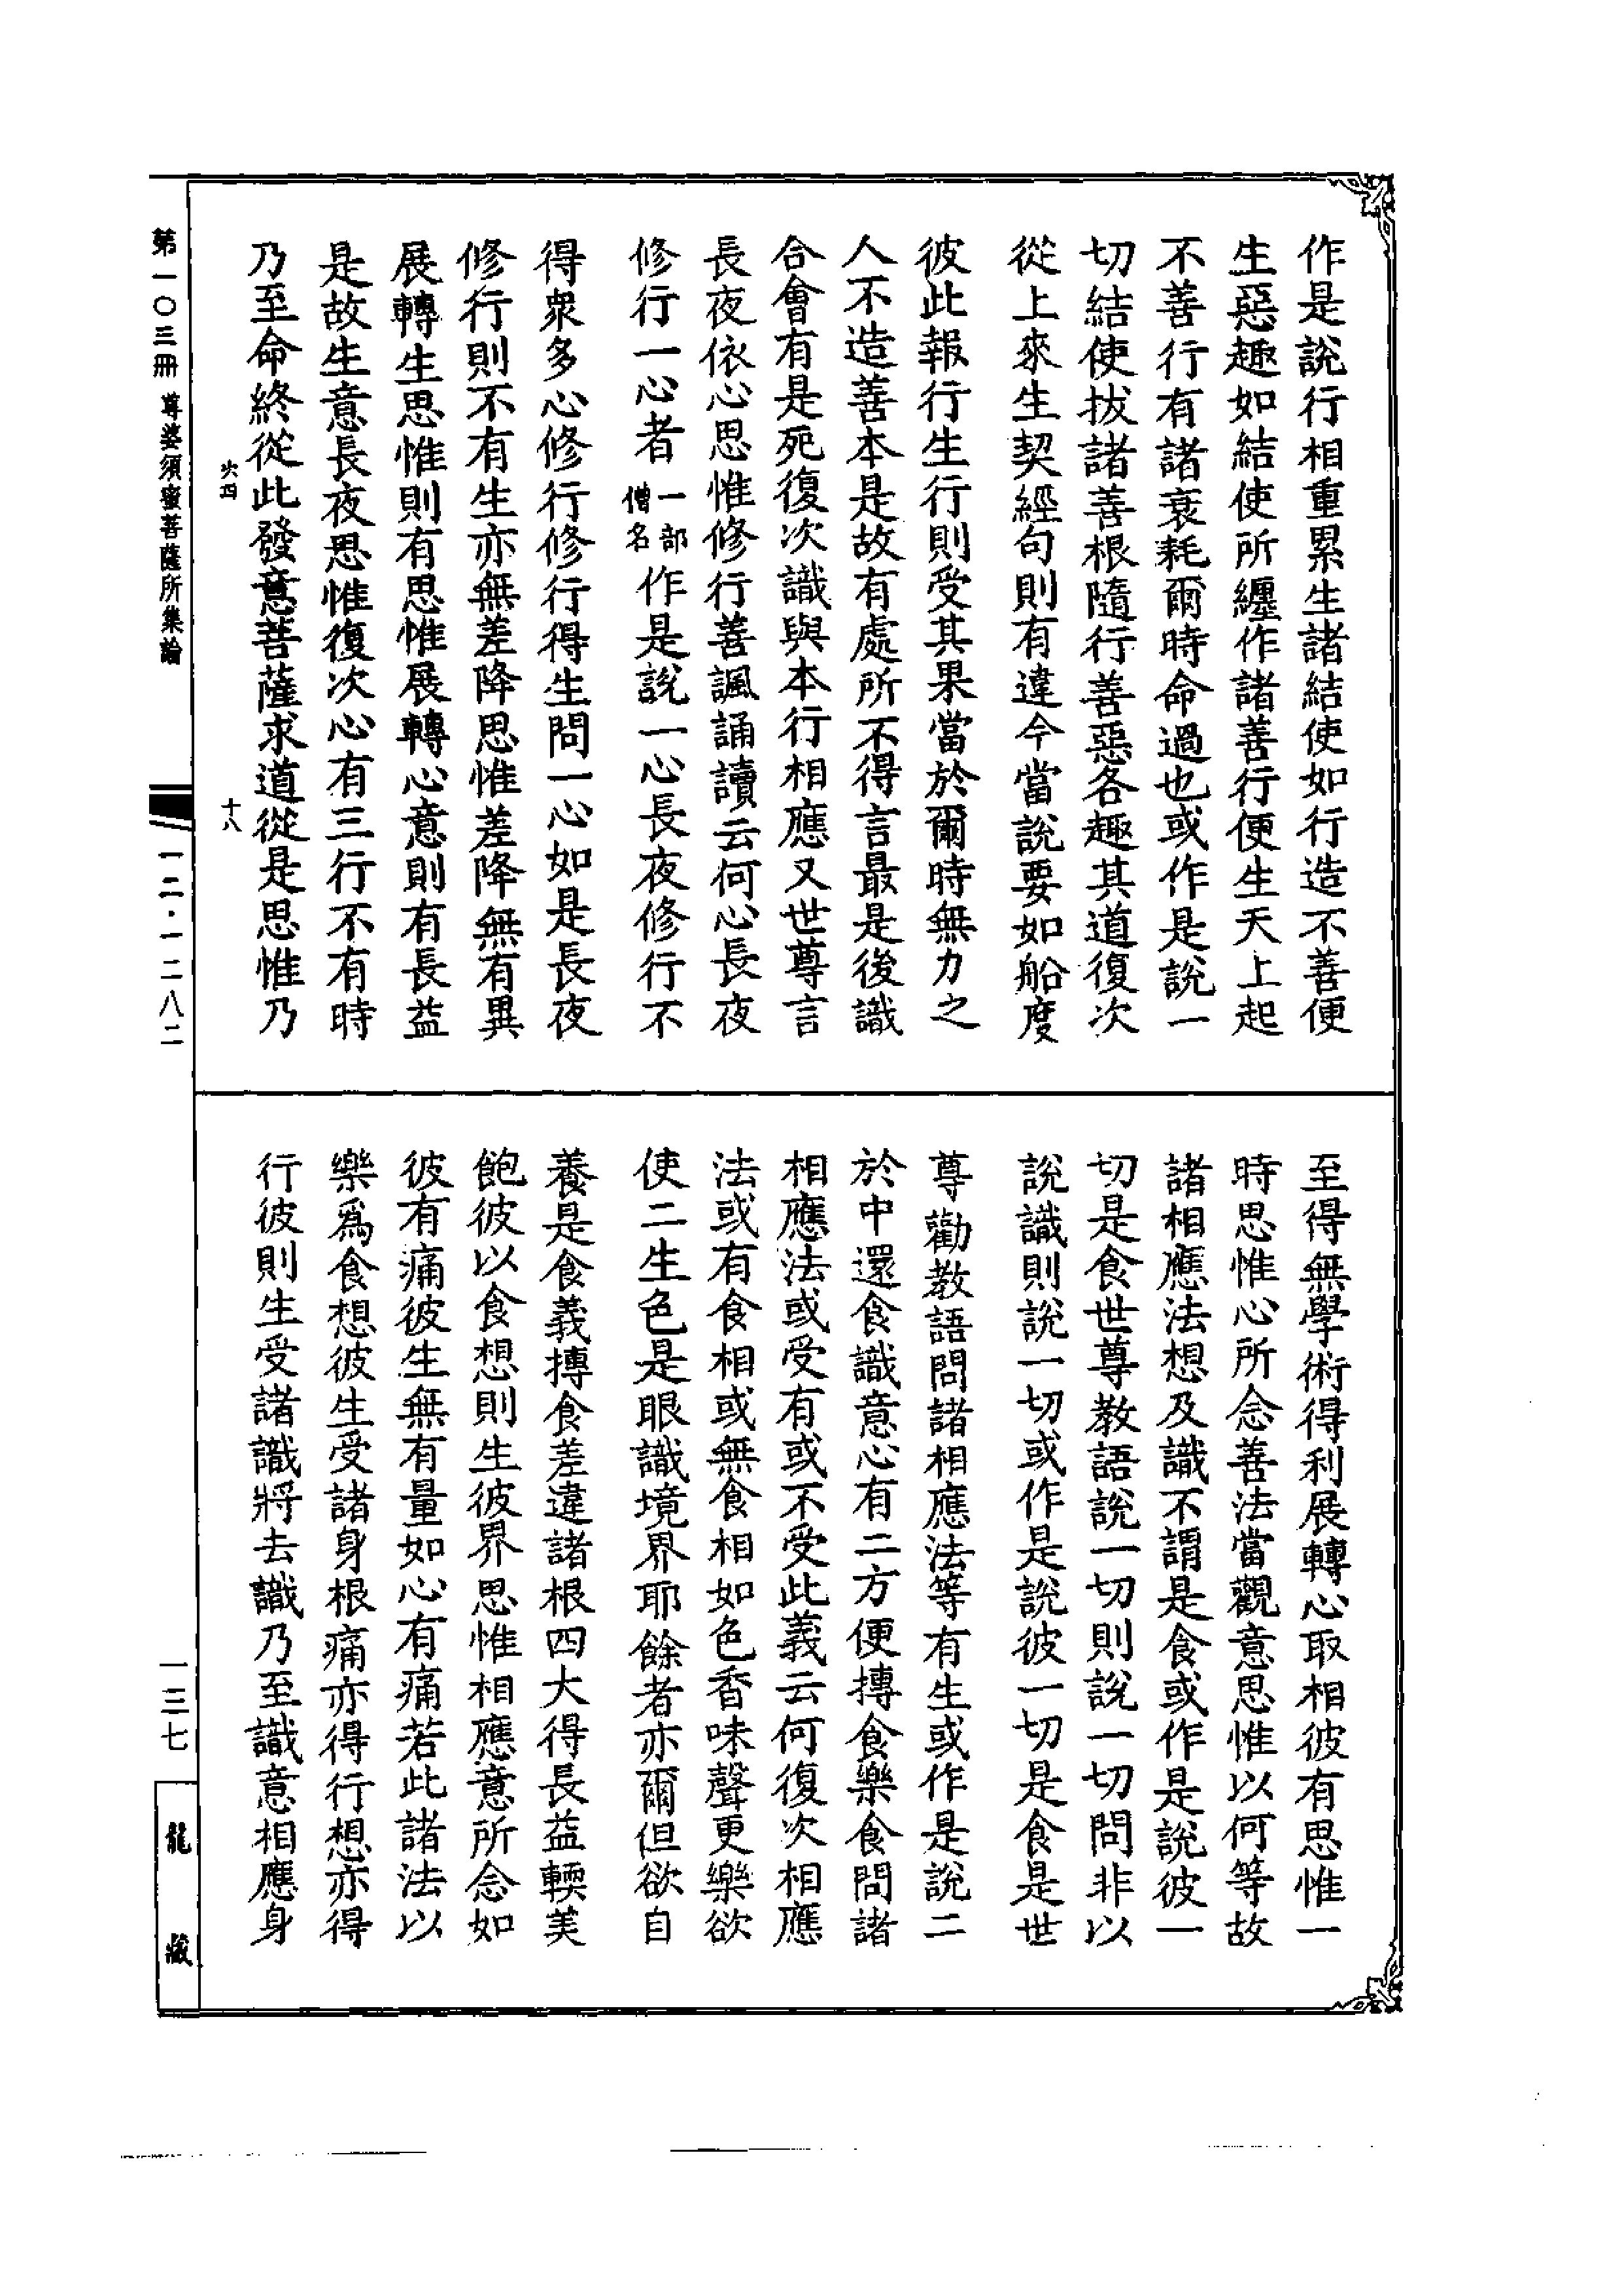 作是說行相重累生諸結使如行造不善便
生惡趣如結使所纏作諸善行便生天上起
不善行有諸衰耗爾時命過也或作是說一
切結使拔諸善根隨行善惡各趣其道復次
從上來生契經句則有違今當說要如船度
彼此報行生行則受其果當於爾時無力之
人不造善本是故有處所不得言最是後識
合會有是死復次識與本行相應又世尊言
長夜依心思惟修行善諷誦讀云何心長夜
修行一心者一部僧名作是說一心長夜修行不
得衆多心修行修行得生問一心如是長夜
修行則不有生亦無差降思惟差降無有異
展轉生思惟則有思惟展轉心意則有長益
是故生意長夜思惟復次心有三行不有時
乃至命終從此發意菩薩求道從是思惟乃
至得無學術得利展轉心取相彼有思惟一
時思惟心所念善法當觀意思惟以何等故
諸相應法想及識不謂是食或作是說彼一
切是食世尊教語說一切則說一切問非以
說識則說一切或作是說彼一切是食是世
尊勸教語問諸相應法等有生或作是說二
於中還食識意心有二方便摶食樂食問諸
相應法或受有或不受此義云何復次相應
法或有食相或無食相如色香味聲更樂欲
使二生色是眼識境界耶餘者亦爾但欲自
養是食義摶食差違諸根四大得長益輭美
飽彼以食想則生彼界思惟相應意所念如
彼有痛彼生無有量如心有痛若此諸法以
樂爲食想彼生受諸身根痛亦得行想亦得
行彼則生受諸識將去識乃至識意相應身
第一〇三冊 尊婆須蜜菩薩所集論
十八
一二·一二八二
一三七
龍藏